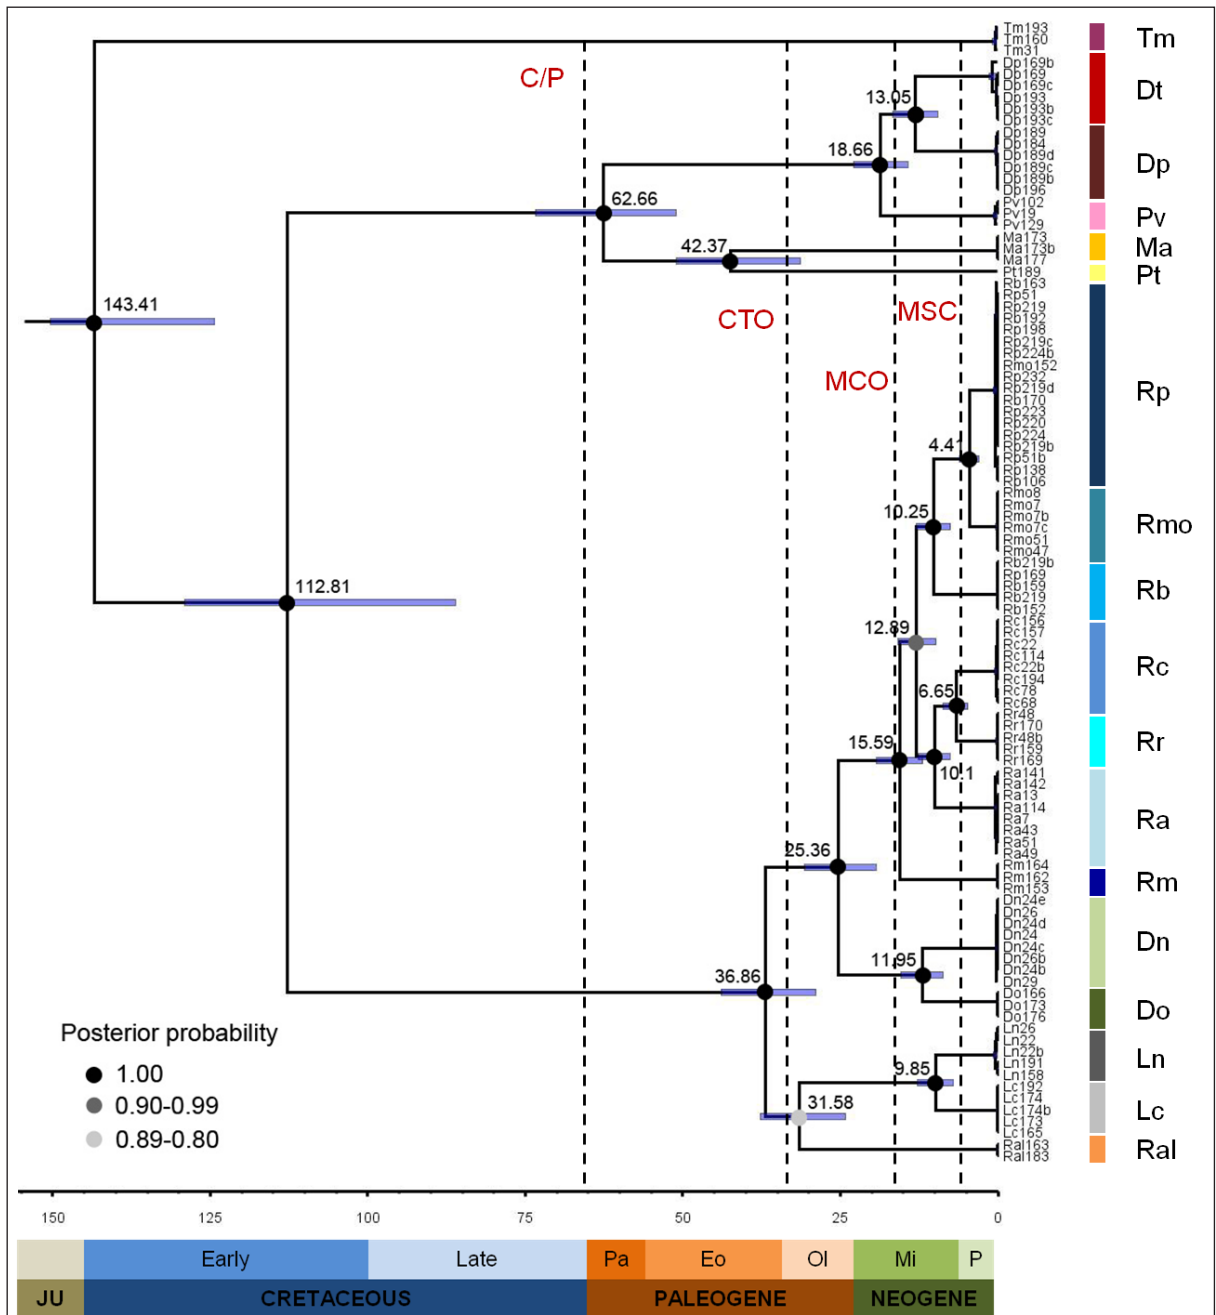 Tm193
Tm160
Tm31
Tm
C/P
Dp169b
Dp169
Dp169c
Dp193
Dp193b
Dp193c
Dt
13.05
Dp189
Dp184
Dp189d
Dp189c
Dp189b
Dp196
Dp
18.66
Pv102
Pv19
Pv129
Pv
62.66
Ma173
Ma173b
Ma177
Ma
42.37
Pt189
Pt
143.41
CTO
MSC
MCO
Rb163
Rp51
Rp219
Rb192
Rp198
Rp219c
Rp224b
Rmo152
Rp232
Rb219d
Rb170
Rp223
Rp220
Rp224
Rp219b
Rb51b
Rp138
Rb106
Rp
4.41
Rmo8
Rmo7
Rmo7b
Rmo7c
Rmo51
Rmo47
Rmo
10.25
Rb219b
Rp169
Rb159
Rb219
Rb152
Rb
112.81
12.89
Rc156
Rc157
Rc22
Rc114
Rc22b
Rc194
Rc78
Rc68
Rc
6.65
Rr48
Rr170
Rr48b
Rr159
Rr169
Rr
15.59
10.1
Ra141
Ra142
Ra13
Ra114
Ra7
Ra43
Ra51
Ra49
Ra
25.36
Rm164
Rm162
Rm153
Rm
Dn24e
Dn26
Dn24d
Dn24
Dn24c
Dn26b
Dn24b
Dn29
Dn
11.95
36.86
Do166
Do173
Do176
Do
Ln26
Ln22
Ln22b
Ln191
Ln158
Ln
9.85
Lc192
Lc174
Lc174b
Lc173
Lc165
Lc
31.58
Ral163
Ral183
Ral
Posterior probability
1.00
0.90-0.99
0.89-0.80
150 125 100 75 50 25 0
Early Late Pa Eo Ol Mi P
JU CRETACEOUS PALEOGENE NEOGENE